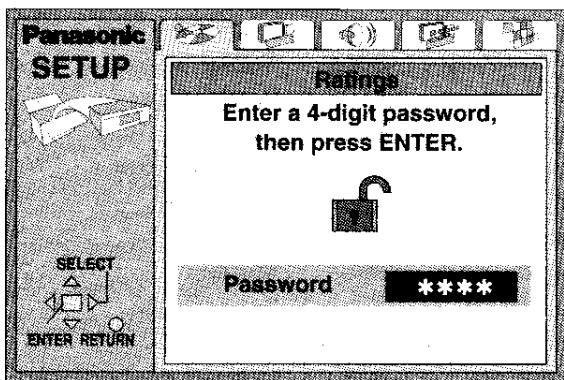 Panasonic
SETUP
Ratings
Enter a 4-digit password,
then press ENTER.
Password ****
SELECT
ENTER RETURN